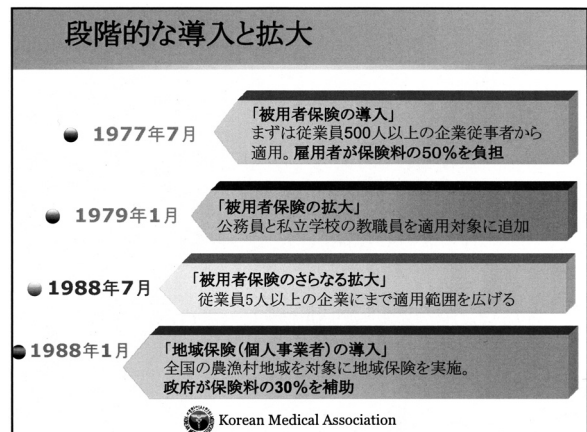 段階的な導入と拡大
1977年7月
「被用者保険の導入」
まずは従業員500人以上の企業従事者から
適用。雇用者が保険料の50%を負担
1979年1月
「被用者保険の拡大」
公務員と私立学校の教職員を適用対象に追加
1988年7月
「被用者保険のさらなる拡大」
従業員5人以上の企業にまで適用範囲を広げる
1988年1月
「地域保険(個人事業者)の導入」
全国の農漁村地域を対象に地域保険を実施。
政府が保険料の30%を補助
Korean Medical Association